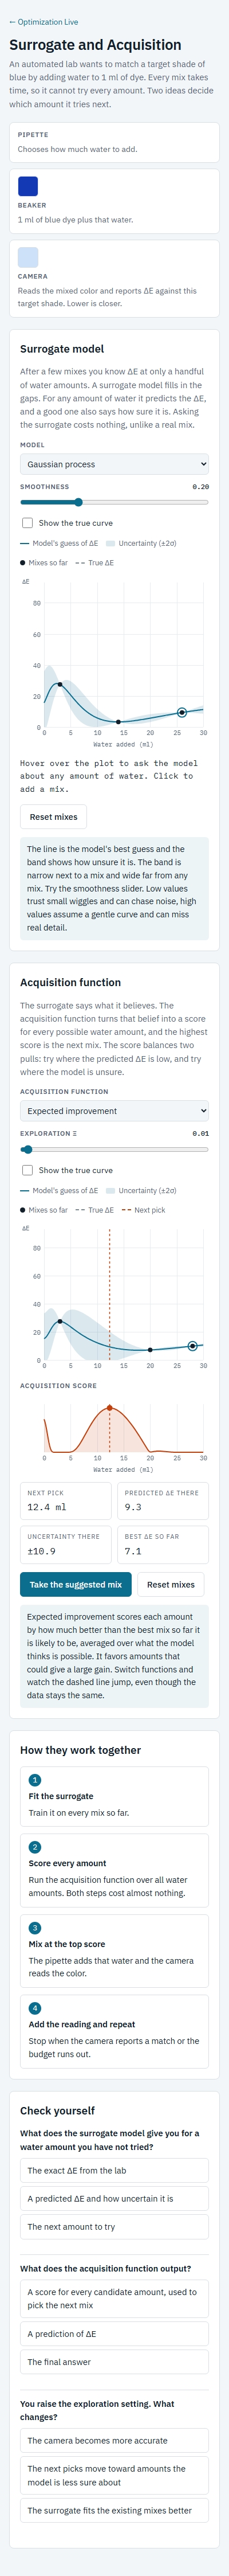 ← Optimization Live
Surrogate and Acquisition
An automated lab wants to match a target shade of
blue by adding water to 1 ml of dye. Every mix takes
time, so it cannot try every amount. Two ideas decide
which amount it tries next.
PIPETTE
Chooses how much water to add.
BEAKER
1 ml of blue dye plus that water.
CAMERA
Reads the mixed color and reports ΔE against this
target shade. Lower is closer.
Surrogate model
After a few mixes you know ΔE at only a handful
of water amounts. A surrogate model fills in the
gaps. For any amount of water it predicts the ΔE,
and a good one also says how sure it is. Asking
the surrogate costs nothing, unlike a real mix.
MODEL
Gaussian process
SMOOTHNESS 0.20
Show the true curve
Model's guess of ΔE Uncertainty (±2σ)
Mixes so far True ΔE
ΔE
80
60
40
20
0
0 5 10 15 20 25 30
Water added (ml)
Hover over the plot to ask the model
about any amount of water. Click to
add a mix.
Reset mixes
The line is the model's best guess and the
band shows how unsure it is. The band is
narrow next to a mix and wide far from any
mix. Try the smoothness slider. Low values
trust small wiggles and can chase noise, high
values assume a gentle curve and can miss
real detail.
Acquisition function
The surrogate says what it believes. The
acquisition function turns that belief into a score
for every possible water amount, and the highest
score is the next mix. The score balances two
pulls: try where the predicted ΔE is low, and try
where the model is unsure.
ACQUISITION FUNCTION
Expected improvement
EXPLORATION Ξ 0.01
Show the true curve
Model's guess of ΔE Uncertainty (±2σ)
Mixes so far True ΔE Next pick
ΔE
80
60
40
20
0
0 5 10 15 20 25 30
ACQUISITION SCORE
0 5 10 15 20 25 30
Water added (ml)
NEXT PICK
12.4 ml
PREDICTED ΔE THERE
9.3
UNCERTAINTY THERE
±10.9
BEST ΔE SO FAR
7.1
Take the suggested mix Reset mixes
Expected improvement scores each amount
by how much better than the best mix so far it
is likely to be, averaged over what the model
thinks is possible. It favors amounts that
could give a large gain. Switch functions and
watch the dashed line jump, even though the
data stays the same.
How they work together
1
Fit the surrogate
Train it on every mix so far.
2
Score every amount
Run the acquisition function over all water
amounts. Both steps cost almost nothing.
3
Mix at the top score
The pipette adds that water and the camera
reads the color.
4
Add the reading and repeat
Stop when the camera reports a match or the
budget runs out.
Check yourself
What does the surrogate model give you for a
water amount you have not tried?
The exact ΔE from the lab
A predicted ΔE and how uncertain it is
The next amount to try
What does the acquisition function output?
A score for every candidate amount, used to
pick the next mix
A prediction of ΔE
The final answer
You raise the exploration setting. What
changes?
The camera becomes more accurate
The next picks move toward amounts the
model is less sure about
The surrogate fits the existing mixes better